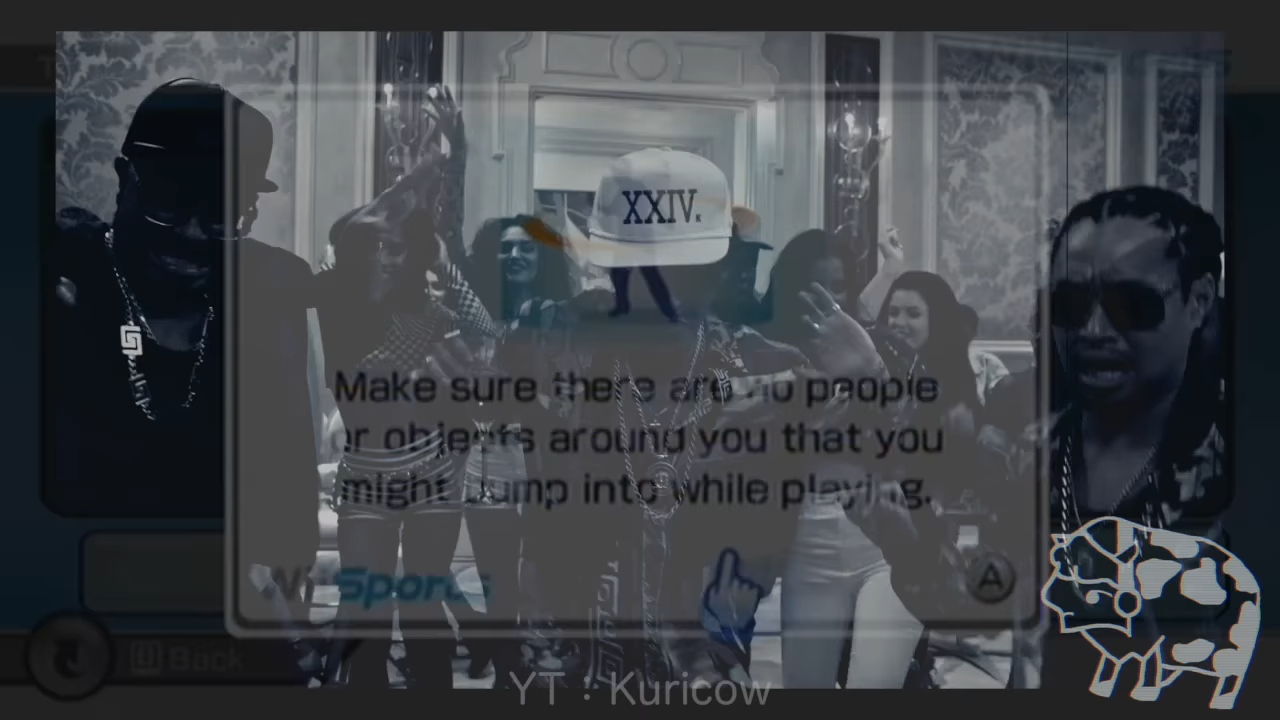 XXIV.K
Make sure there are no people
or objects around you that you
might bump into while playing.
Wii Sports
A
Back
YT : Kuricow